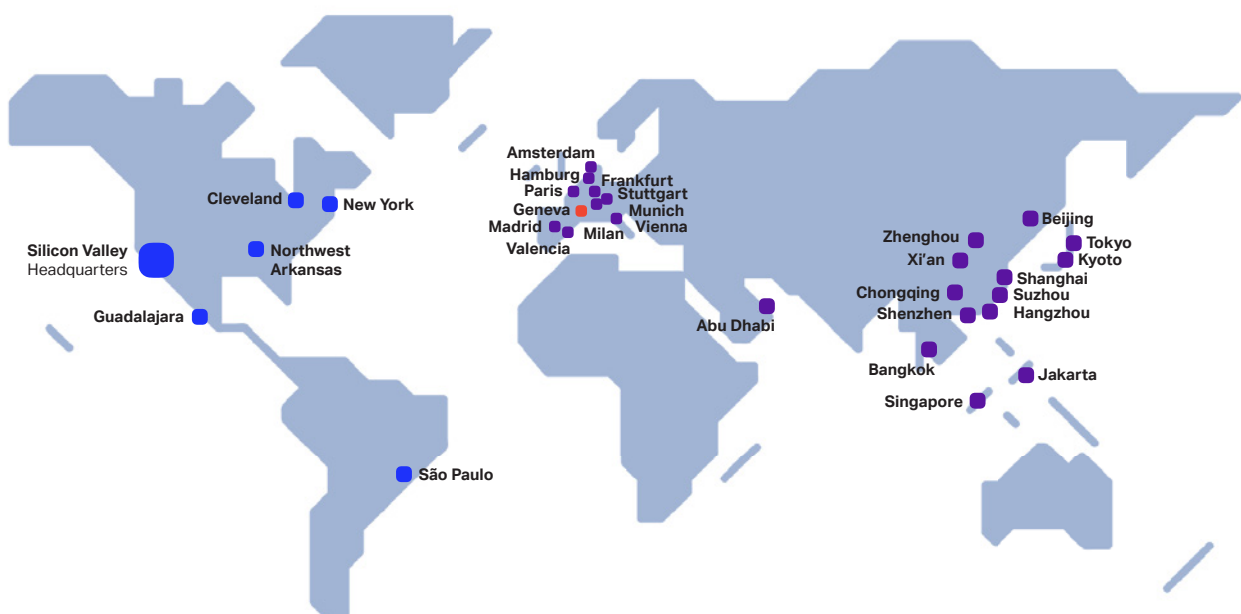 Cleveland
New York
Silicon Valley
Headquarters
Northwest
Arkansas
Guadalajara
São Paulo
Amsterdam
Hamburg
Frankfurt
Paris
Stuttgart
Geneva
Munich
Madrid
Milan
Vienna
Valencia
Abu Dhabi
Beijing
Zhenghou
Tokyo
Xi’an
Kyoto
Shanghai
Chongqing
Suzhou
Shenzhen
Hangzhou
Bangkok
Jakarta
Singapore